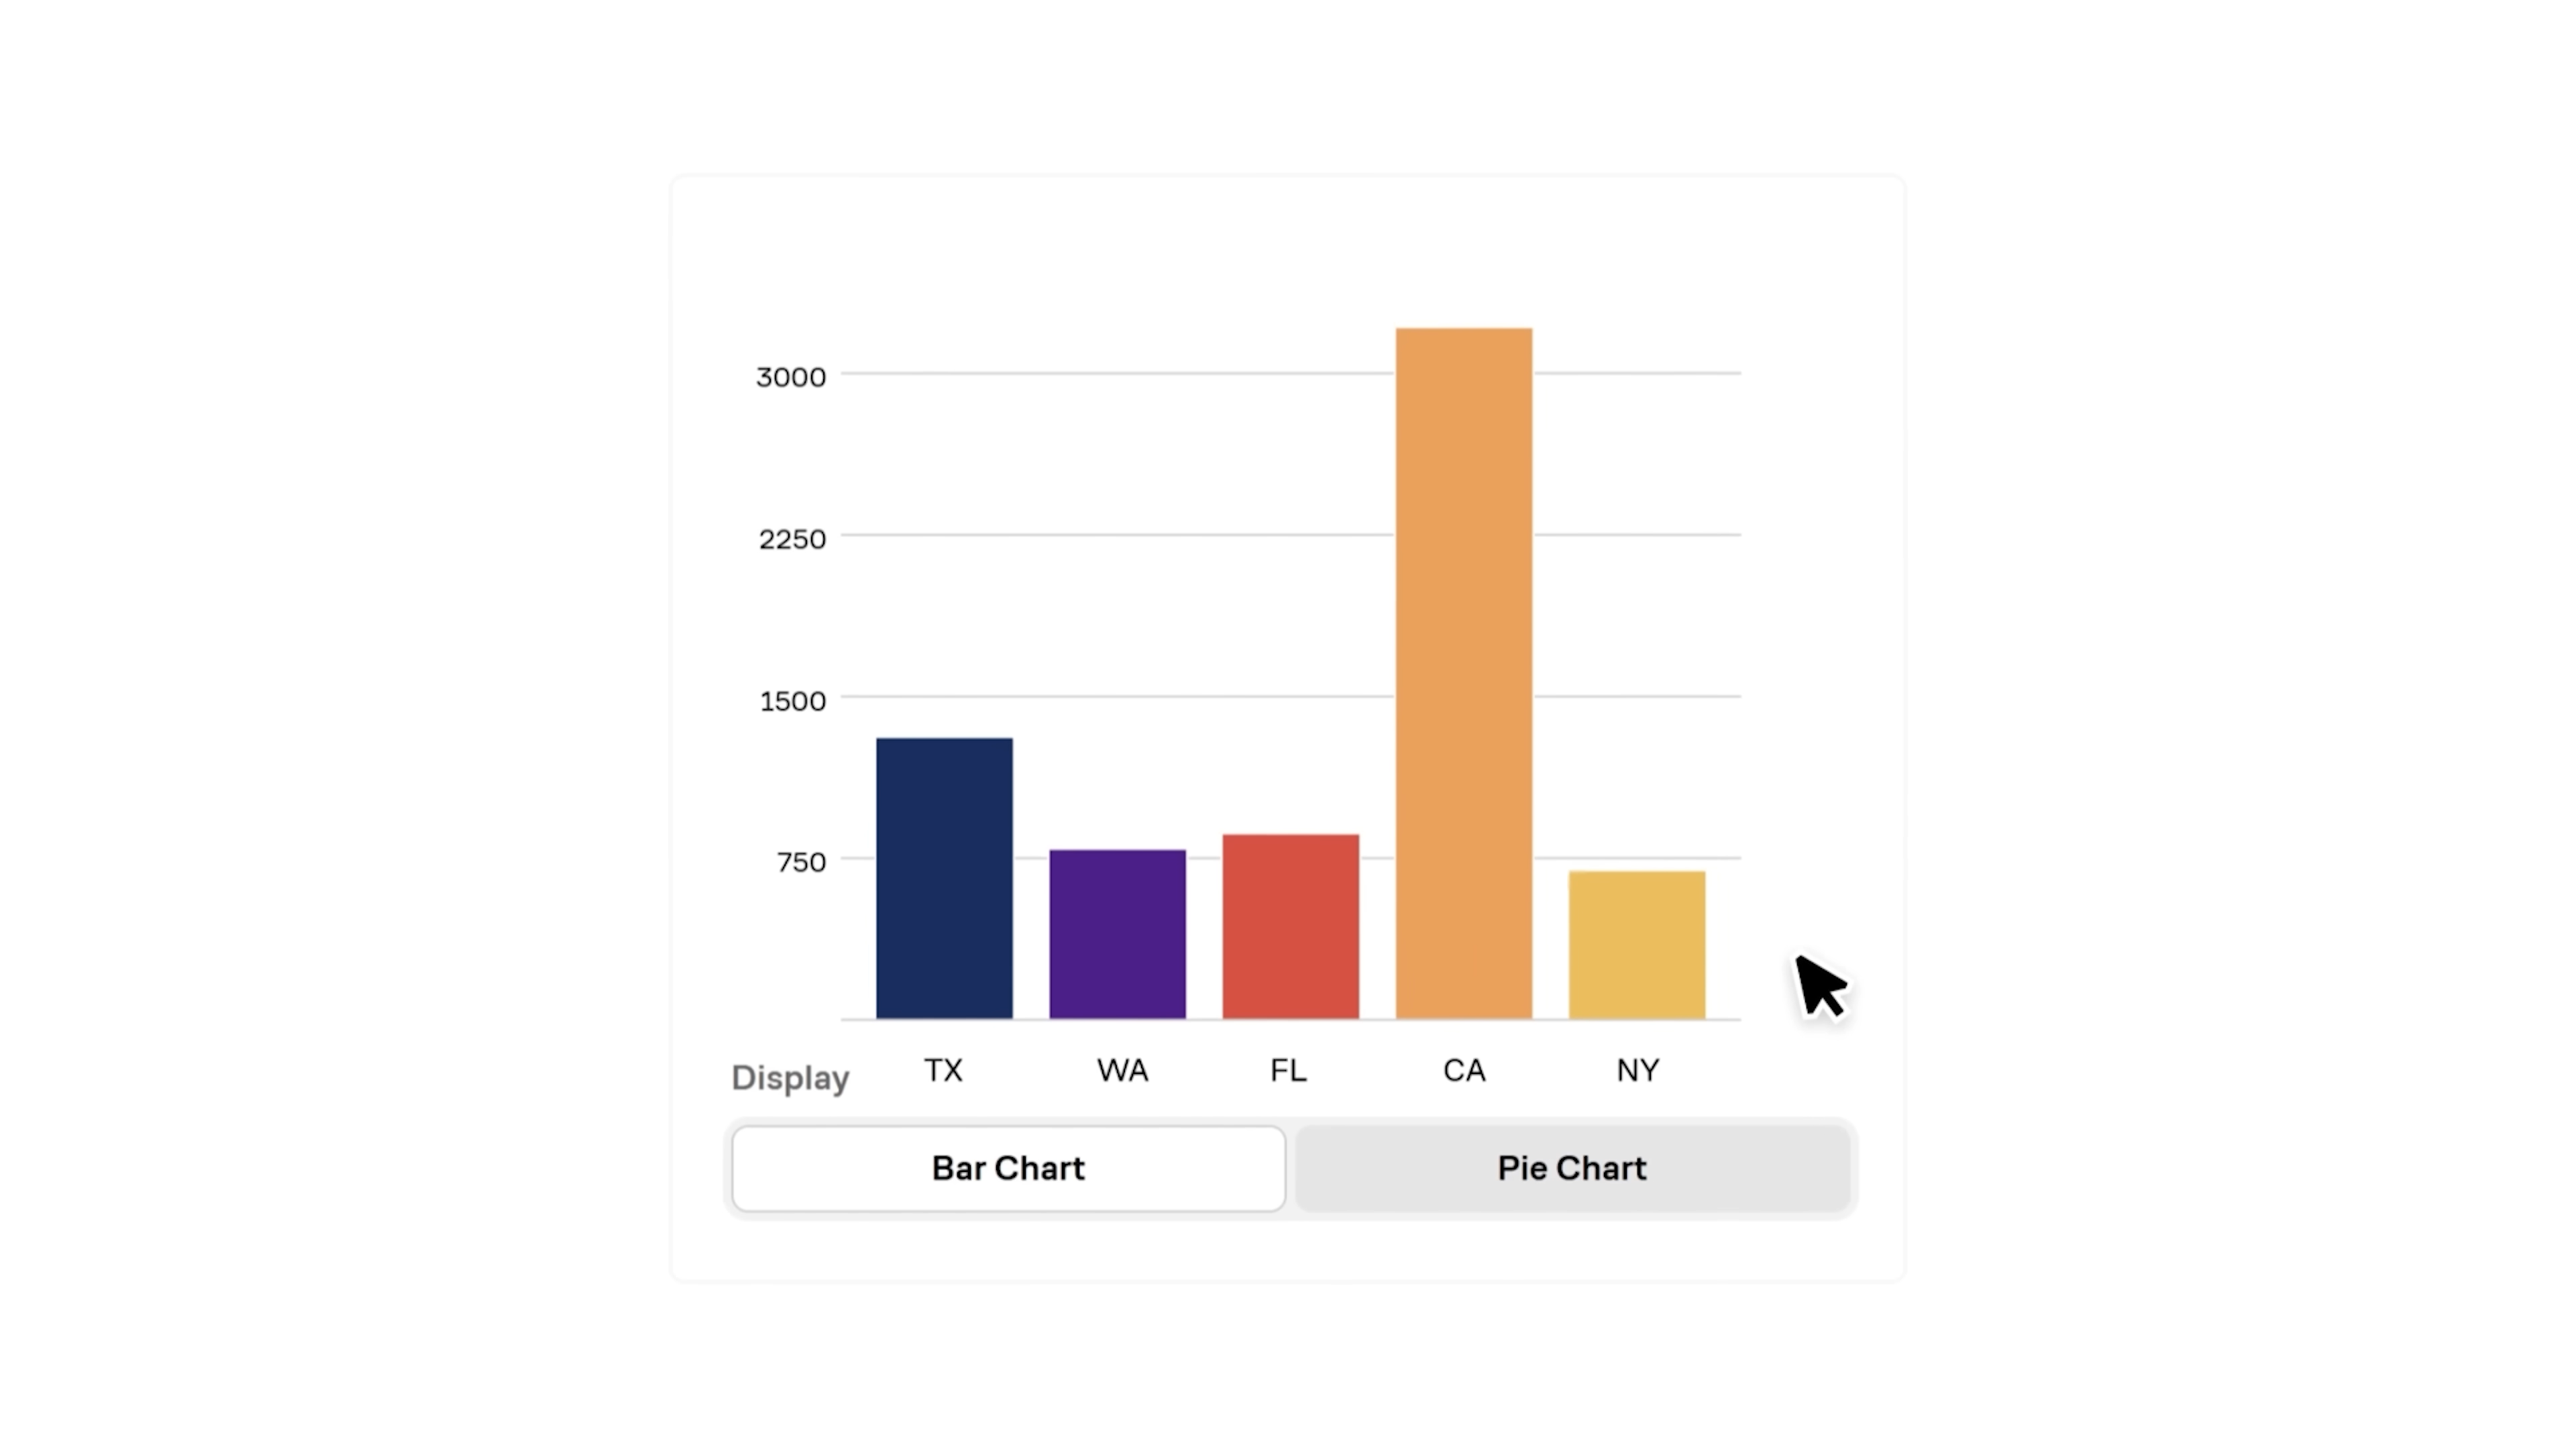 3000
2250
1500
750
TX WA FL CA NY
Display
Bar Chart Pie Chart